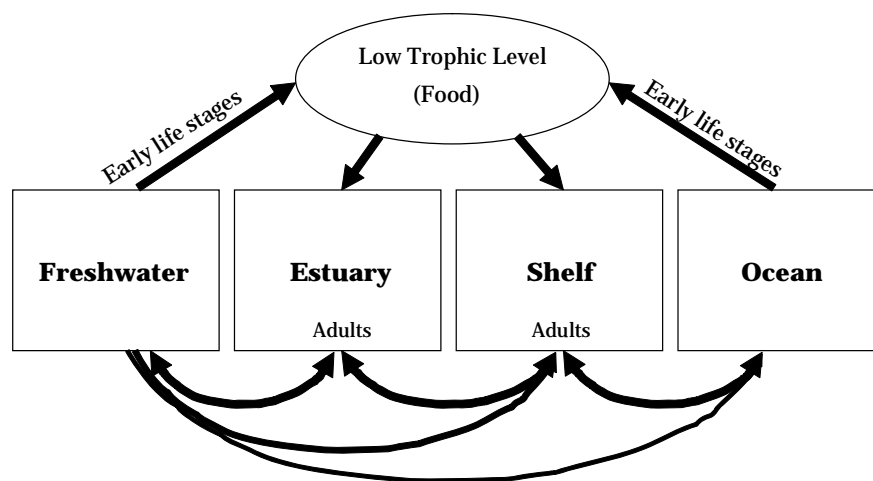 Low Trophic Level
(Food)
Early life stages
Early life stages
Freshwater
Estuary
Shelf
Ocean
Adults
Adults